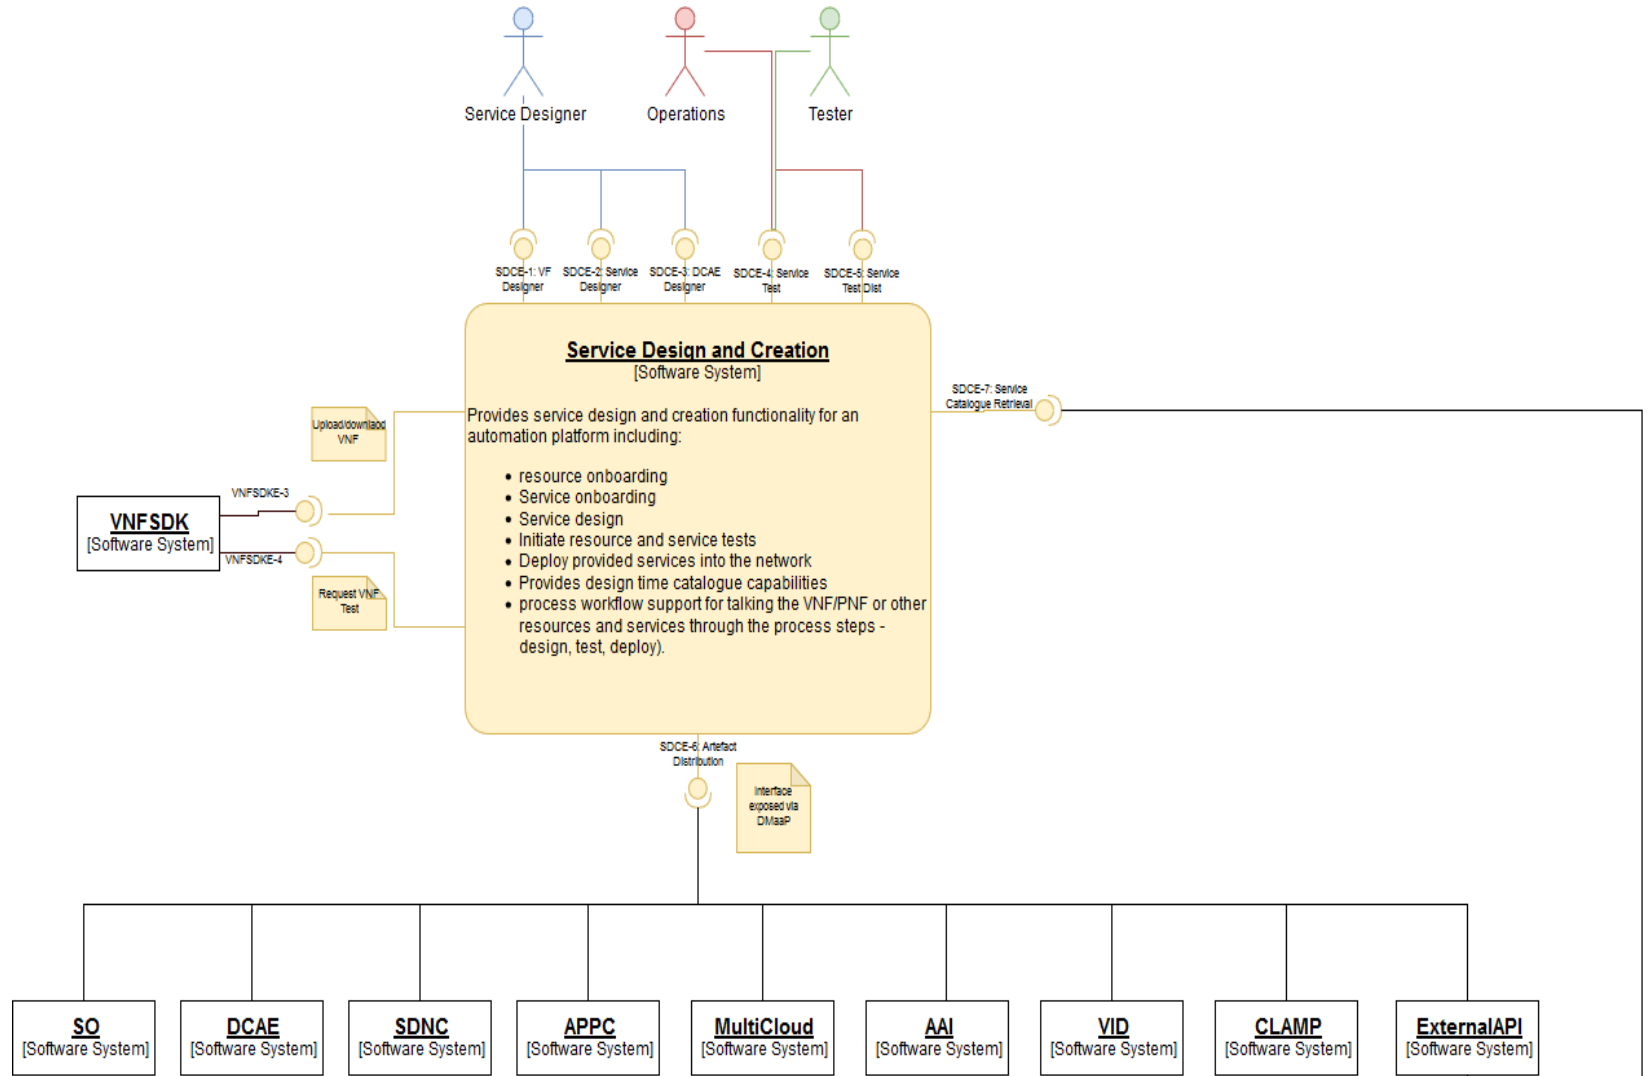 Service Designer
Operations
Tester
SDCE-1: VF
Designer
SDCE-2: Service
Designer
SDCE-3: DCAE
Designer
SDCE-4: Service
Test
SDCE-5: Service
Test Dist
Service Design and Creation
[Software System]
Provides service design and creation functionality for an
automation platform including:
• resource onboarding
• Service onboarding
• Service design
• Initiate resource and service tests
• Deploy provided services into the network
• Provides design time catalogue capabilities
• process workflow support for talking the VNF/PNF or other
resources and services through the process steps -
design, test, deploy).
SDCE-7: Service
Catalogue Retrieval
Upload/downlaod
VNF
VNFSDKE-3
VNFSDK
[Software System]
VNFSDKE-4
Request VNF
Test
SDCE-6: Artefact
Distribution
Interface
exposed via
DMaaP
SO
[Software System]
DCAE
[Software System]
SDNC
[Software System]
APPC
[Software System]
MultiCloud
[Software System]
AAI
[Software System]
VID
[Software System]
CLAMP
[Software System]
ExternalAPI
[Software System]